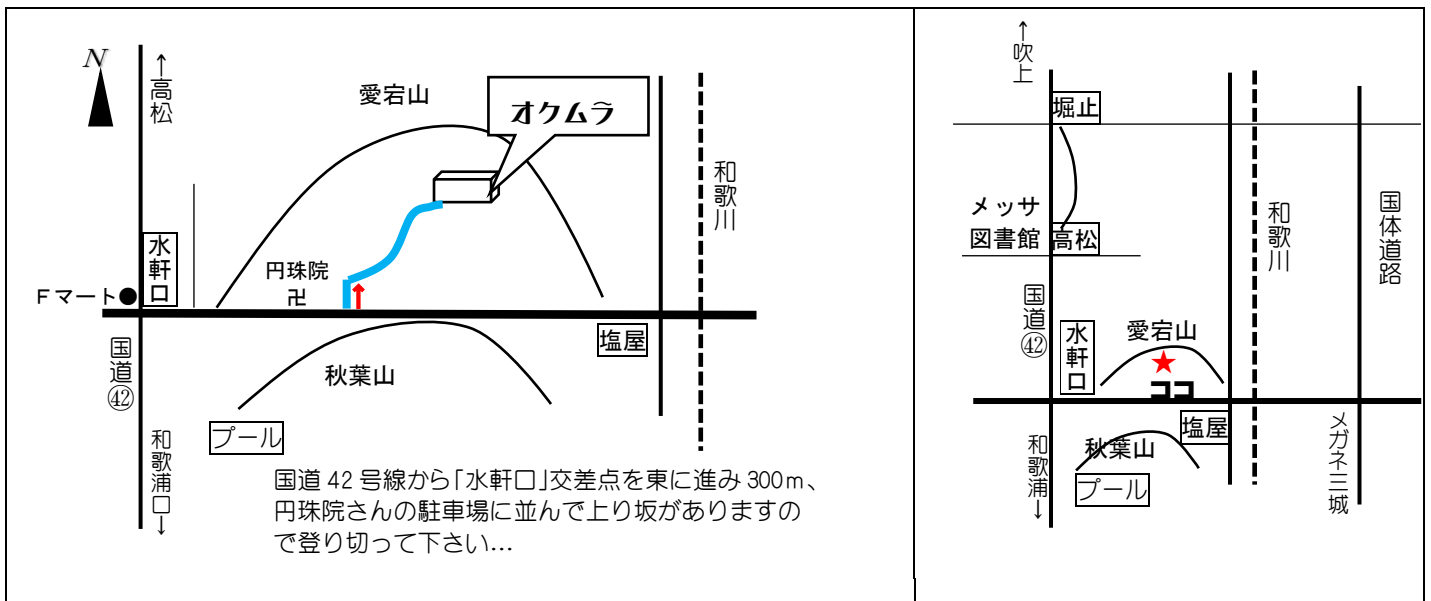 N
↑高松
愛宕山
オクムラ
和歌川
水軒口
円珠院
卍
Fマート●
国道㊷
塩屋
秋葉山
プール
和歌浦口↓
国道42号線から「水軒口」交差点を東に進み300m、
円珠院さんの駐車場に並んで上り坂がありますの
で登り切って下さい…
↑吹上
堀止
メッサ
図書館
高松
和歌川
国体道路
国道㊷
水軒口
愛宕山
★
ココ
塩屋
秋葉山
プール
和歌浦↓
メガネ三城